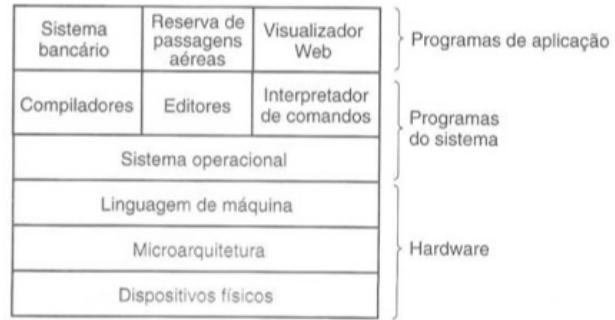 Sistema
bancário
Reserva de
passagens
aéreas
Visualizador
Web
Programas de aplicação
Compiladores
Editores
Interpretador
de comandos
Programas
do sistema
Sistema operacional
Linguagem de máquina
Microarquitetura
Hardware
Dispositivos físicos